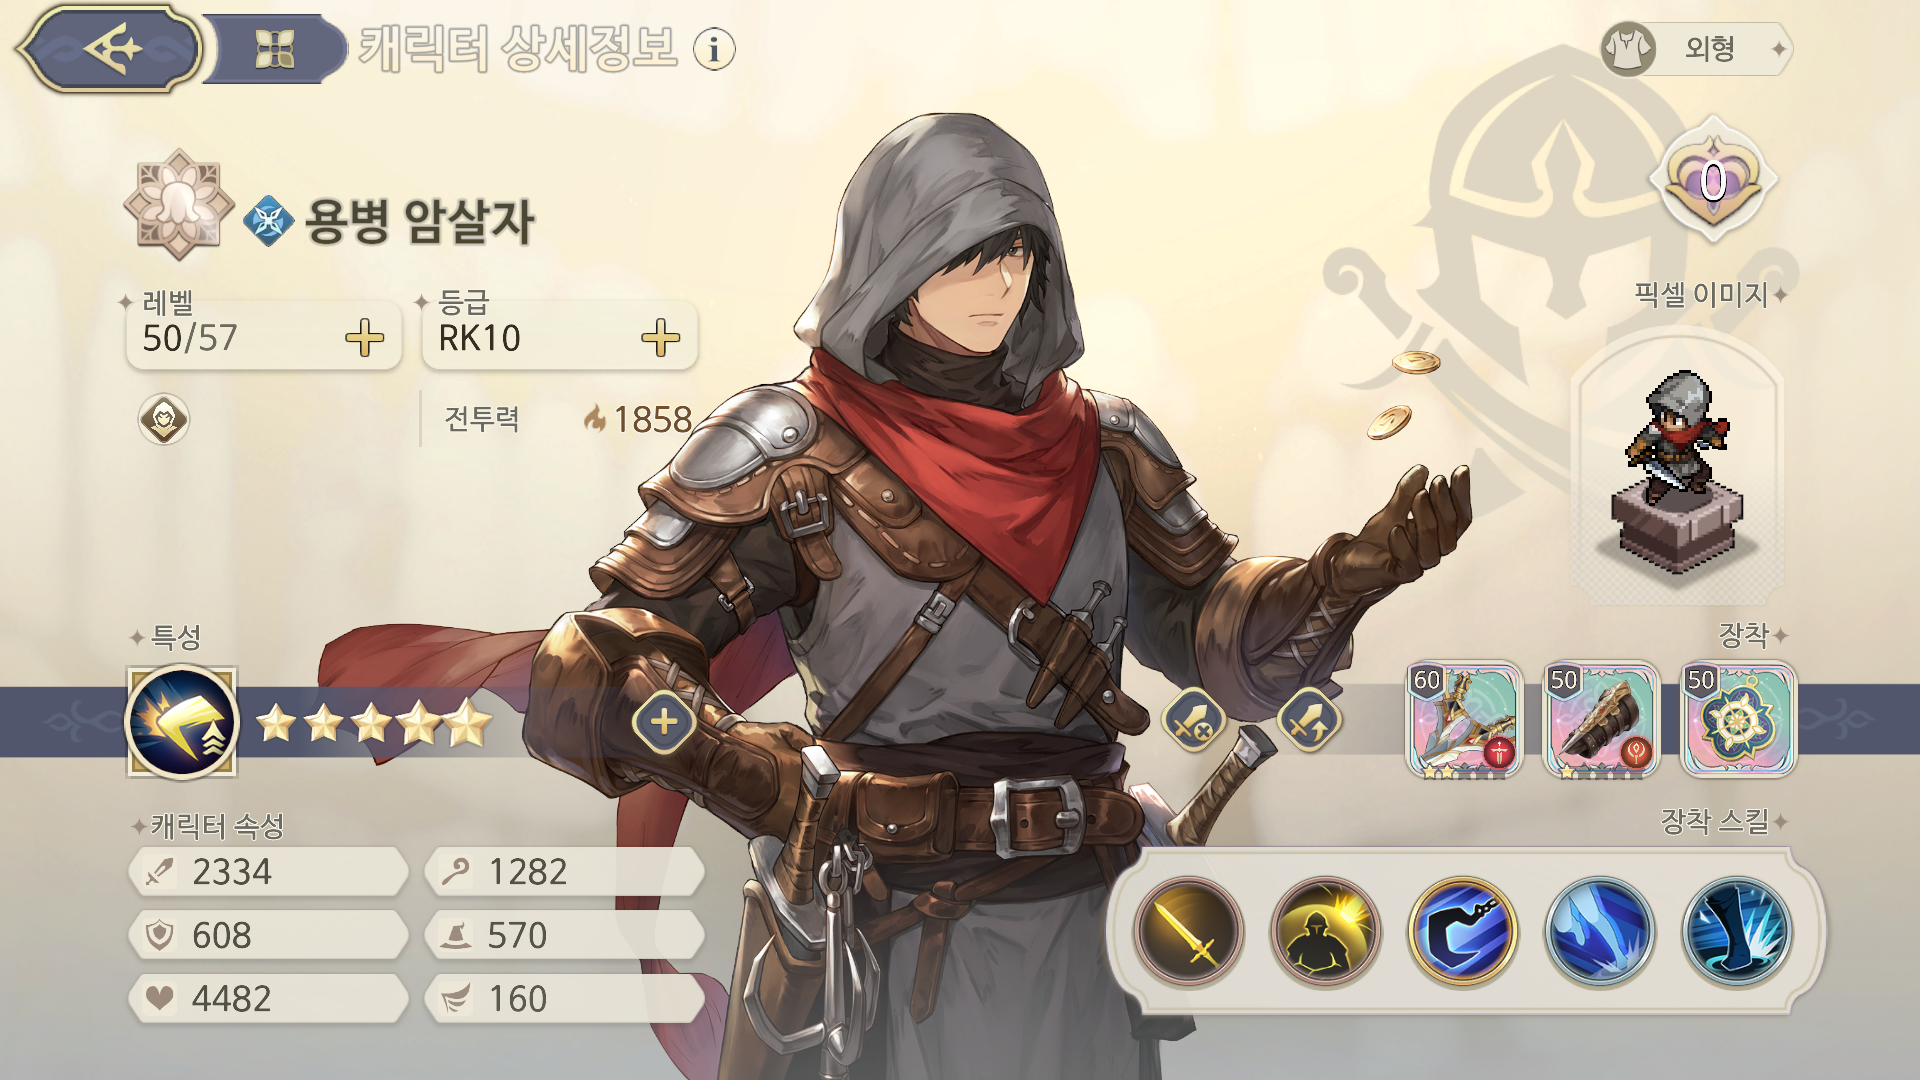 캐릭터 상세정보 i
외형
0
용병 암살자
레벨
50/57
등급
RK10
픽셀 이미지
전투력 1858
특성
장착
60
50
50
캐릭터 속성
장착 스킬
2334
1282
608
570
4482
160